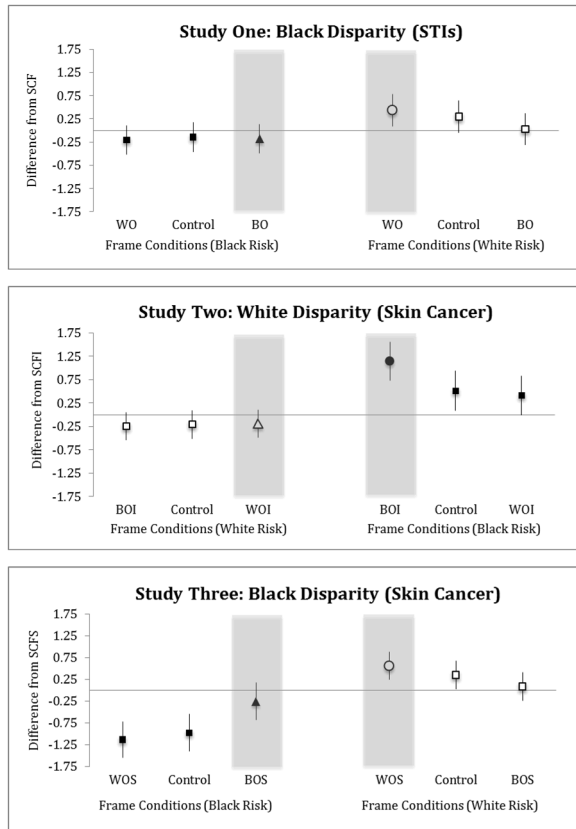 Study One: Black Disparity (STIs)
Difference from SCF
1.75
1.25
0.75
0.25
-0.25
-0.75
-1.25
-1.75
WO Control BO WO Control BO
Frame Conditions (Black Risk) Frame Conditions (White Risk)
Study Two: White Disparity (Skin Cancer)
Difference from SCFI
1.75
1.25
0.75
0.25
-0.25
-0.75
-1.25
-1.75
BOI Control WOI BOI Control WOI
Frame Conditions (White Risk) Frame Conditions (Black Risk)
Study Three: Black Disparity (Skin Cancer)
Difference from SCFS
1.75
1.25
0.75
0.25
-0.25
-0.75
-1.25
-1.75
WOS Control BOS WOS Control BOS
Frame Conditions (Black Risk) Frame Conditions (White Risk)